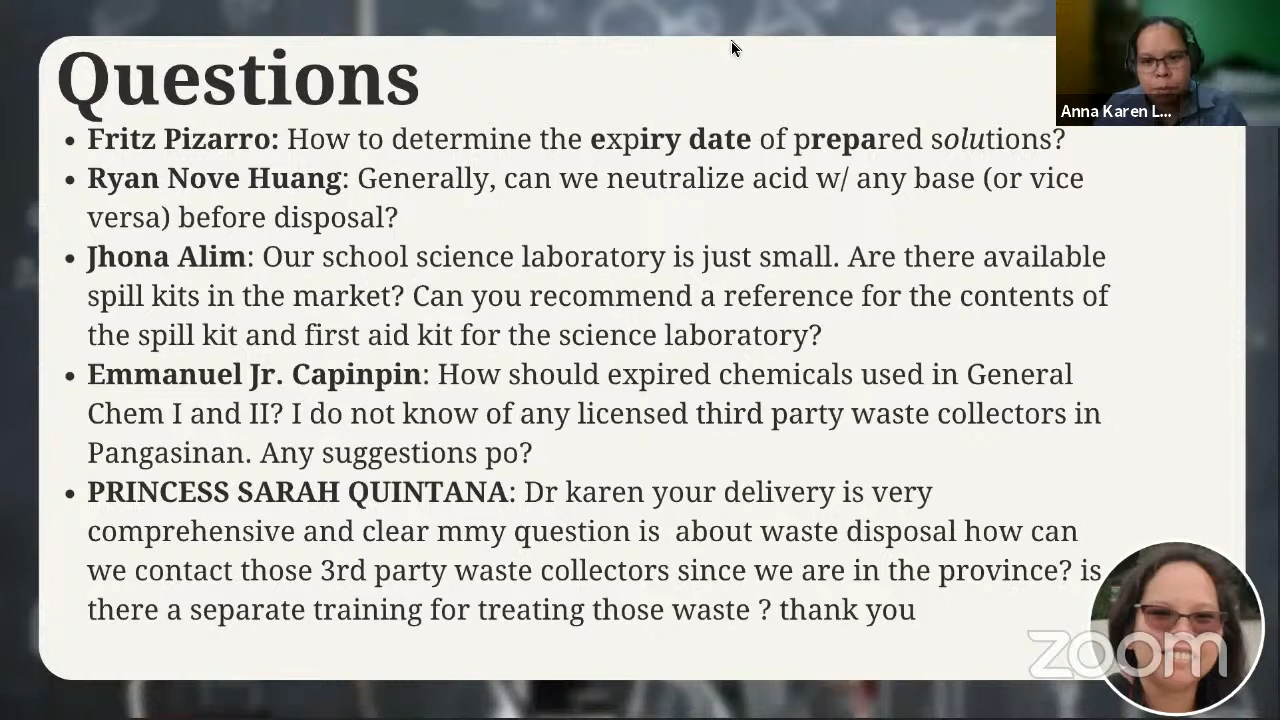 Questions
Anna Karen L...
• Fritz Pizarro: How to determine the expiry date of prepared solutions?
• Ryan Nove Huang: Generally, can we neutralize acid w/ any base (or vice
versa) before disposal?
• Jhona Alim: Our school science laboratory is just small. Are there available
spill kits in the market? Can you recommend a reference for the contents of
the spill kit and first aid kit for the science laboratory?
• Emmanuel Jr. Capinpin: How should expired chemicals used in General
Chem I and II? I do not know of any licensed third party waste collectors in
Pangasinan. Any suggestions po?
• PRINCESS SARAH QUINTANA: Dr karen your delivery is very
comprehensive and clear mmy question is  about waste disposal how can
we contact those 3rd party waste collectors since we are in the province? is
there a separate training for treating those waste ? thank you
zoom